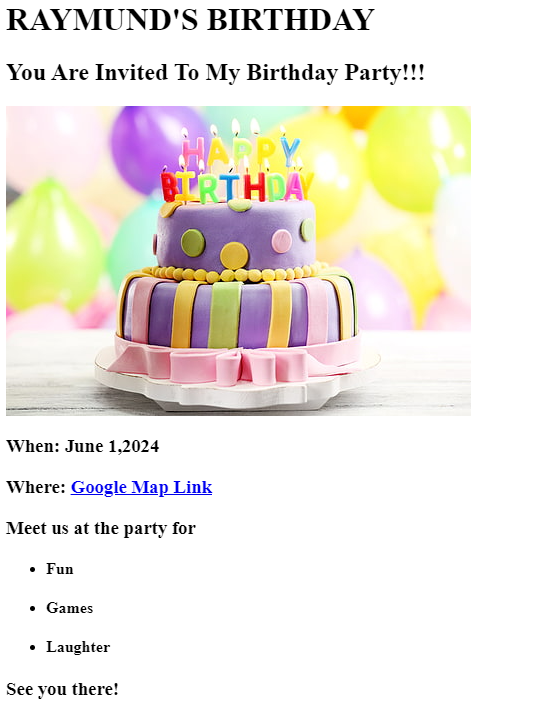 RAYMUND'S BIRTHDAY
You Are Invited To My Birthday Party!!!
HAPPY
BIRTHDAY
When: June 1,2024
Where: Google Map Link
Meet us at the party for
Fun
Games
Laughter
See you there!